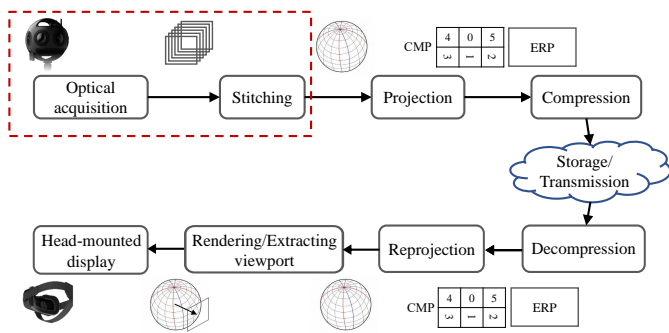 CMP
4 0 5
3 1 2
ERP
Optical
acquisition
Stitching
Projection
Compression
Storage/
Transmission
Head-mounted
display
Rendering/Extracting
viewport
Reprojection
Decompression
CMP
4 0 5
3 1 2
ERP